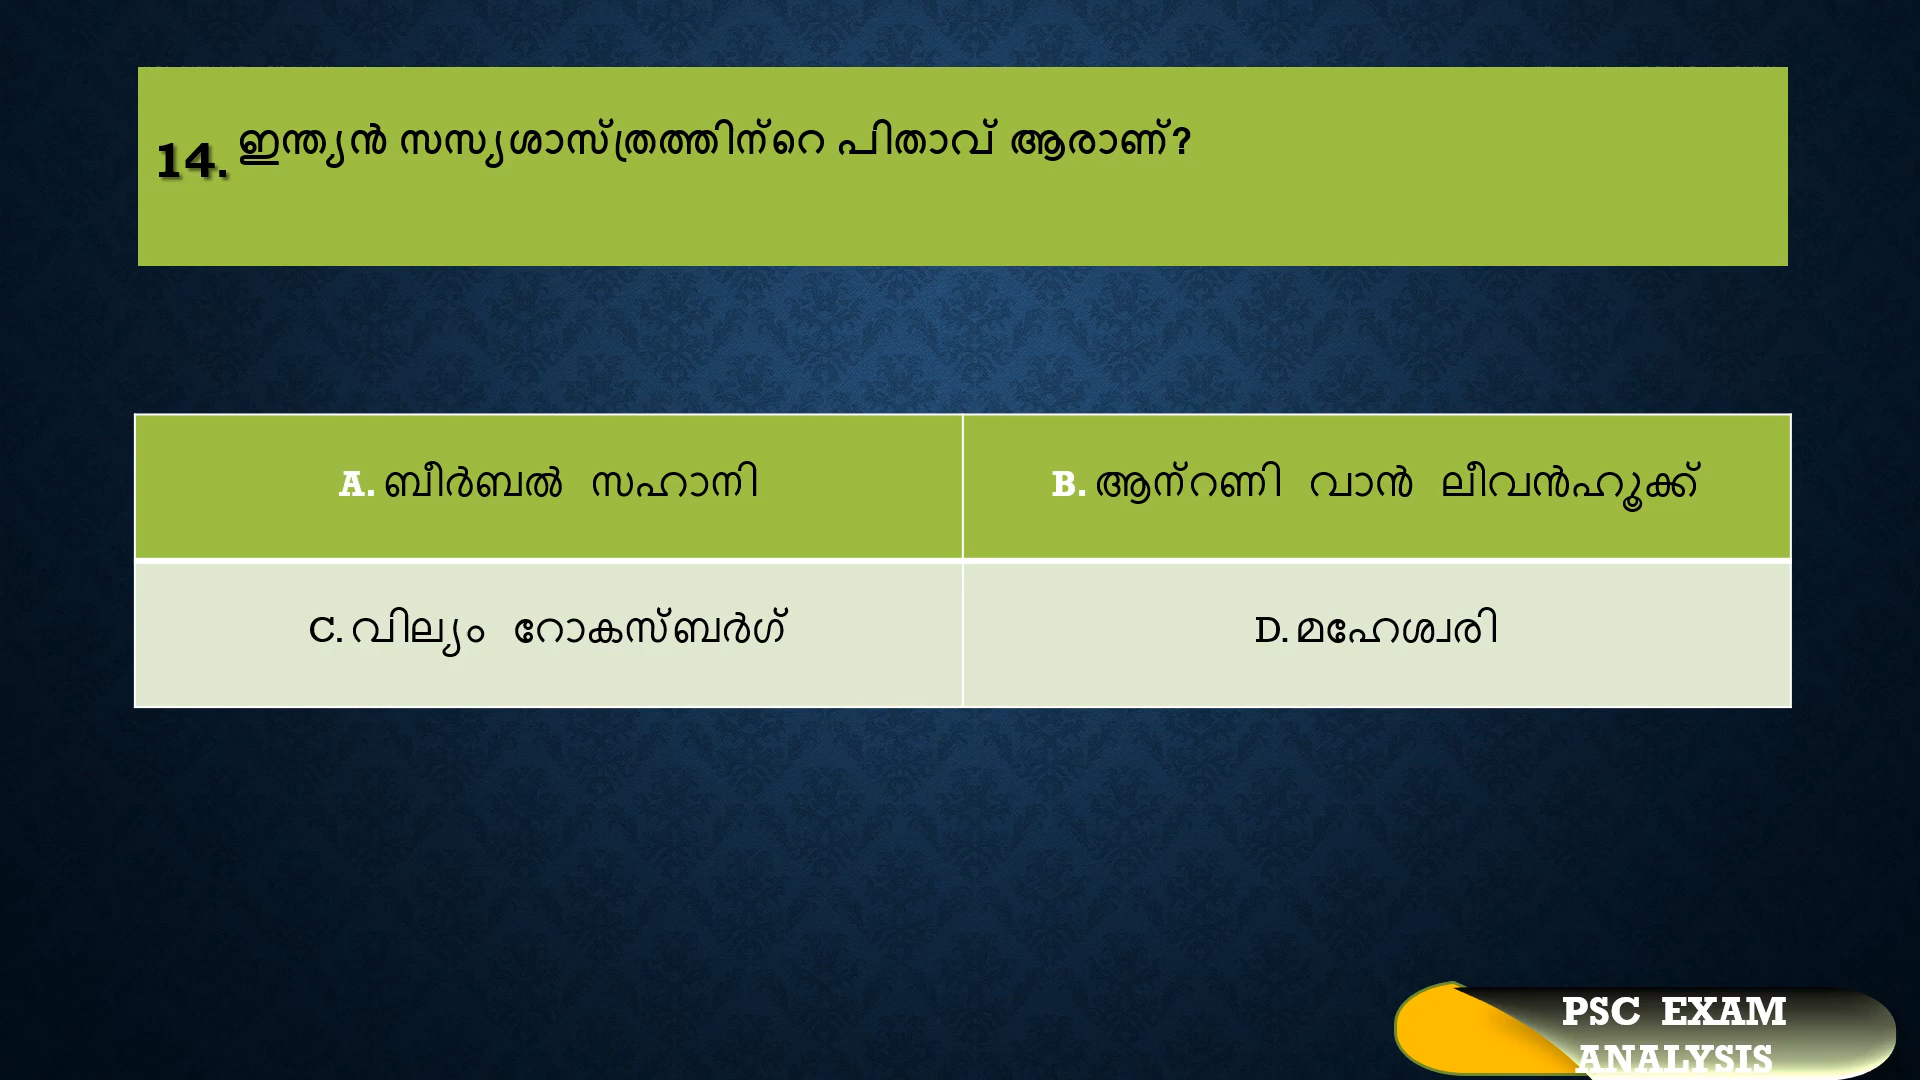 14. ഇന്ത്യൻ സസ്യശാസ്ത്രത്തിന്റെ പിതാവ് ആരാണ്?
A. ബീർബൽ സഹാനി
B. ആന്റണി വാൻ ലീവൻഹൂക്ക്
C. വില്യം റോകസ്ബർഗ്
D. മഹേശ്വരി
PSC EXAM
ANALYSIS